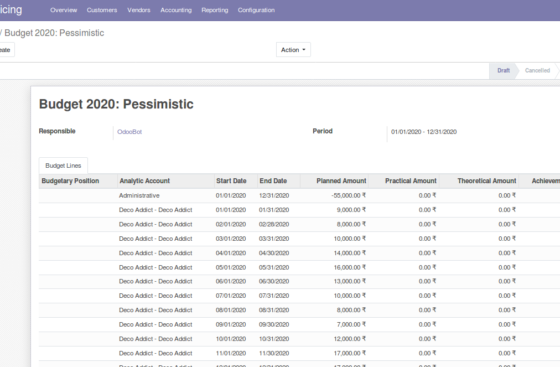 icing Overview Customers Vendors Accounting Reporting Configuration
/ Budget 2020: Pessimistic
eate Action
Draft Cancelled
Budget 2020: Pessimistic
Responsible OdooBot Period 01/01/2020 - 12/31/2020
Budget Lines
Budgetary Position Analytic Account Start Date End Date Planned Amount Practical Amount Theoretical Amount Achievem
Administrative 01/01/2020 12/31/2020 -55,000.00 ₹ 0.00 ₹ 0.00 ₹
Deco Addict - Deco Addict 01/01/2020 01/31/2020 9,000.00 ₹ 0.00 ₹ 0.00 ₹
Deco Addict - Deco Addict 02/01/2020 02/28/2020 8,000.00 ₹ 0.00 ₹ 0.00 ₹
Deco Addict - Deco Addict 03/01/2020 03/31/2020 10,000.00 ₹ 0.00 ₹ 0.00 ₹
Deco Addict - Deco Addict 04/01/2020 04/30/2020 14,000.00 ₹ 0.00 ₹ 0.00 ₹
Deco Addict - Deco Addict 05/01/2020 05/31/2020 16,000.00 ₹ 0.00 ₹ 0.00 ₹
Deco Addict - Deco Addict 06/01/2020 06/30/2020 13,000.00 ₹ 0.00 ₹ 0.00 ₹
Deco Addict - Deco Addict 07/01/2020 07/31/2020 10,000.00 ₹ 0.00 ₹ 0.00 ₹
Deco Addict - Deco Addict 08/01/2020 08/31/2020 8,000.00 ₹ 0.00 ₹ 0.00 ₹
Deco Addict - Deco Addict 09/01/2020 09/30/2020 7,000.00 ₹ 0.00 ₹ 0.00 ₹
Deco Addict - Deco Addict 10/01/2020 10/31/2020 12,000.00 ₹ 0.00 ₹ 0.00 ₹
Deco Addict - Deco Addict 11/01/2020 11/30/2020 17,000.00 ₹ 0.00 ₹ 0.00 ₹